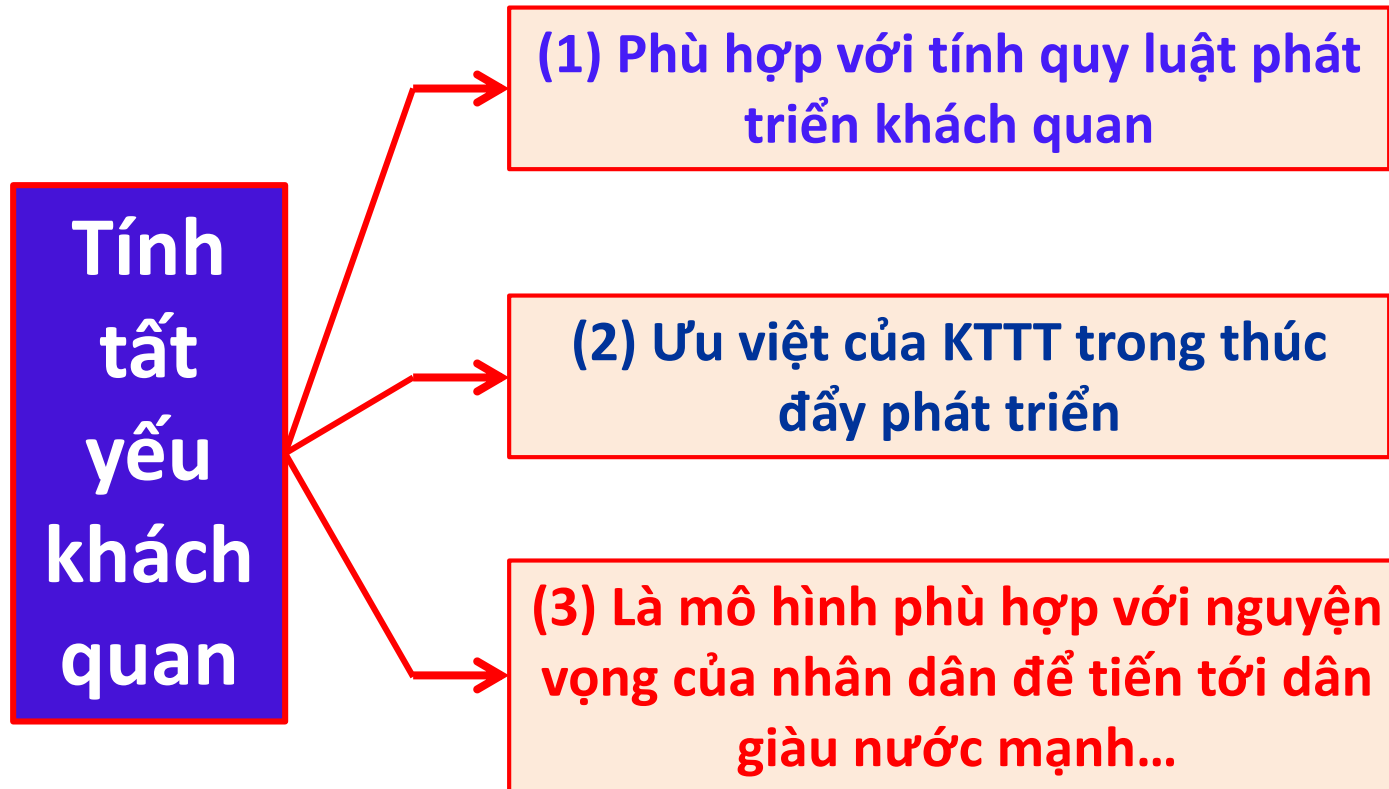 Tính
tất
yếu
khách
quan
(1) Phù hợp với tính quy luật phát
triển khách quan
(2) Ưu việt của KTTT trong thúc
đẩy phát triển
(3) Là mô hình phù hợp với nguyện
vọng của nhân dân để tiến tới dân
giàu nước mạnh...